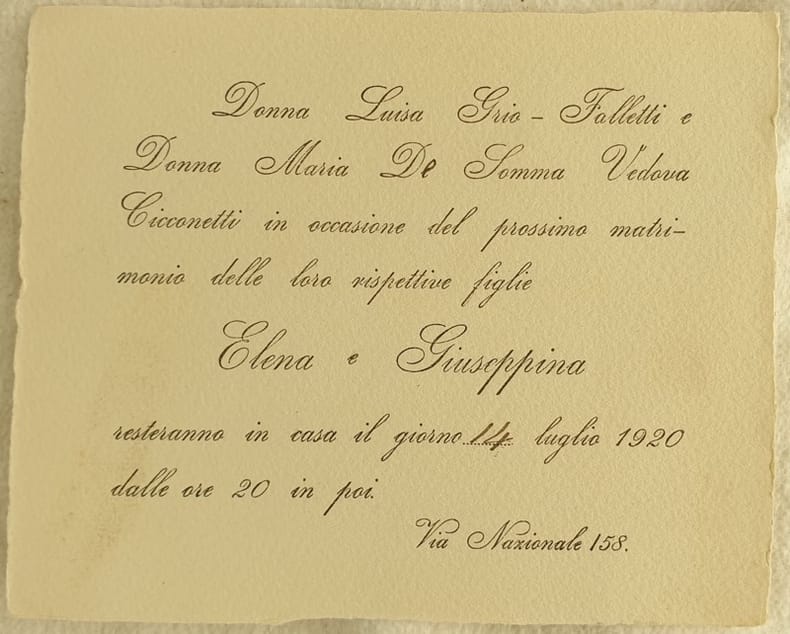 Donna Luisa Grio - Falletti e
Donna Maria De Somma Vedova
Cicconetti in occasione del prossimo matri-
monio delle loro rispettive figlie
Elena e Giuseppina
resteranno in casa il giorno 14 luglio 1920
dalle ore 20 in poi.
Via Nazionale 158.